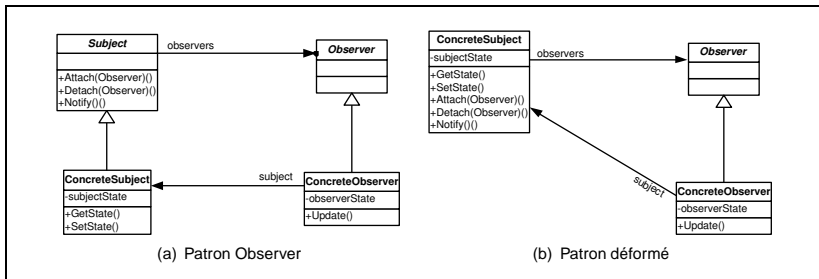 Subject
observers
Observer
+Attach(Observer)()
+Detach(Observer)()
+Notify()()
ConcreteSubject
-subjectState
+GetState()
+SetState()
subject
ConcreteObserver
-observerState
+Update()
(a) Patron Observer
ConcreteSubject
-subjectState
+GetState()
+SetState()
+Attach(Observer)()
+Detach(Observer)()
+Notify()()
observers
Observer
subject
ConcreteObserver
-observerState
+Update()
(b) Patron déformé